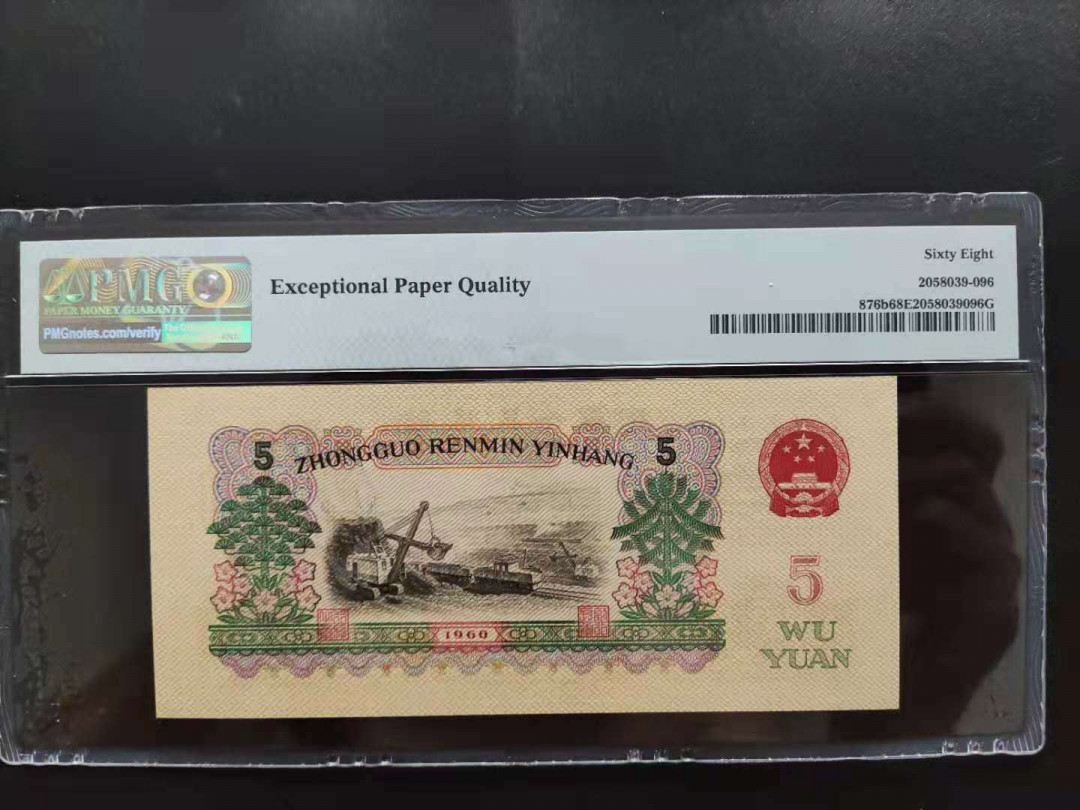 PMG
PAPER MONEY GUARANTY
PMGnotes.com/verify
Exceptional Paper Quality
Sixty Eight
2058039-096
876b68E2058039096G
5 ZHONGGUO RENMIN YINHANG 5
1960
5
WU
YUAN